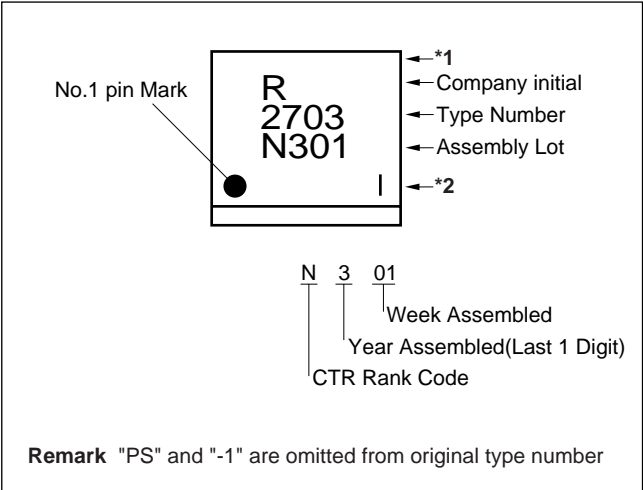 *1
No.1 pin Mark
R
Company initial
2703
Type Number
N301
Assembly Lot
*2
N 3 01
Week Assembled
Year Assembled(Last 1 Digit)
CTR Rank Code
Remark "PS" and "-1" are omitted from original type number